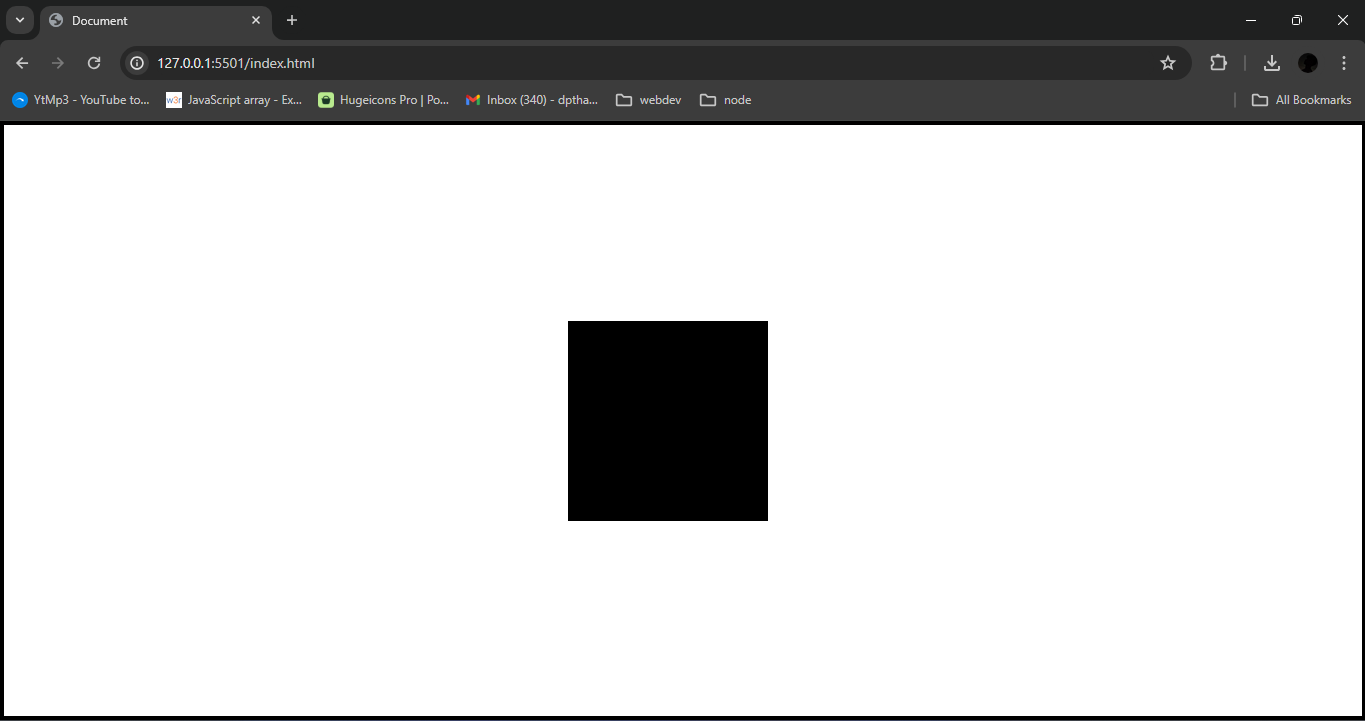 Document
127.0.0.1:5501/index.html
YtMp3 - YouTube to... w3r JavaScript array - Ex... Hugeicons Pro | Po... Inbox (340) - dptha... webdev node All Bookmarks